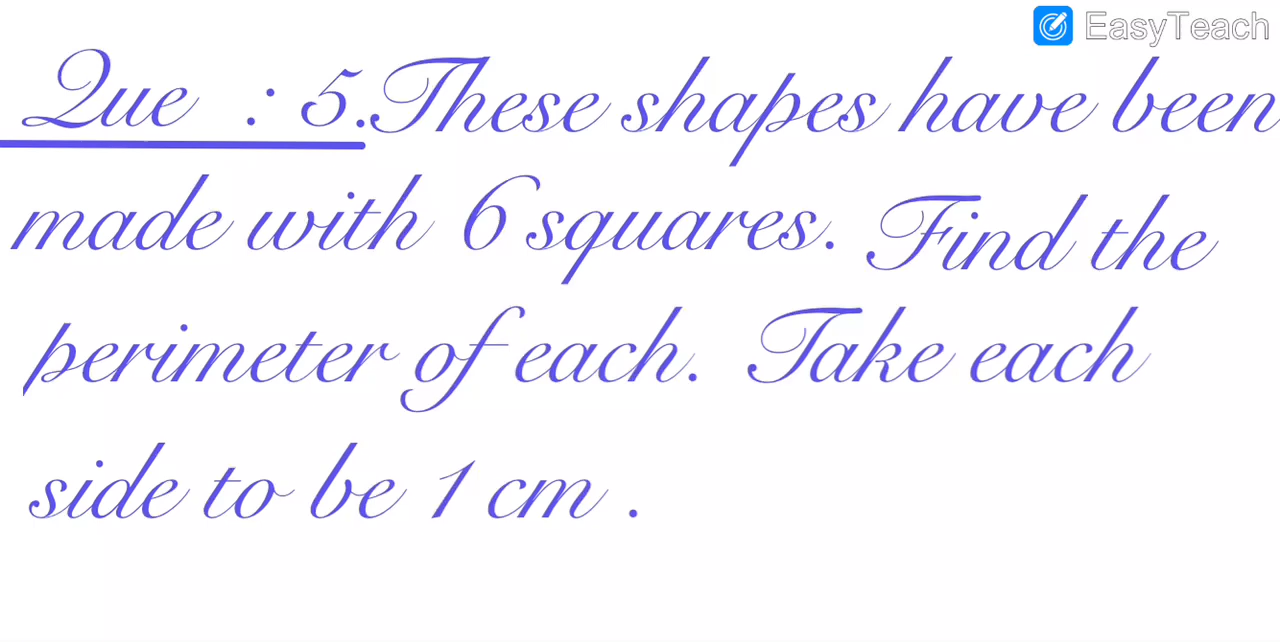 EasyTeach
Que : 5.These shapes have been
made with 6 squares. Find the
perimeter of each. Take each
side to be 1 cm .